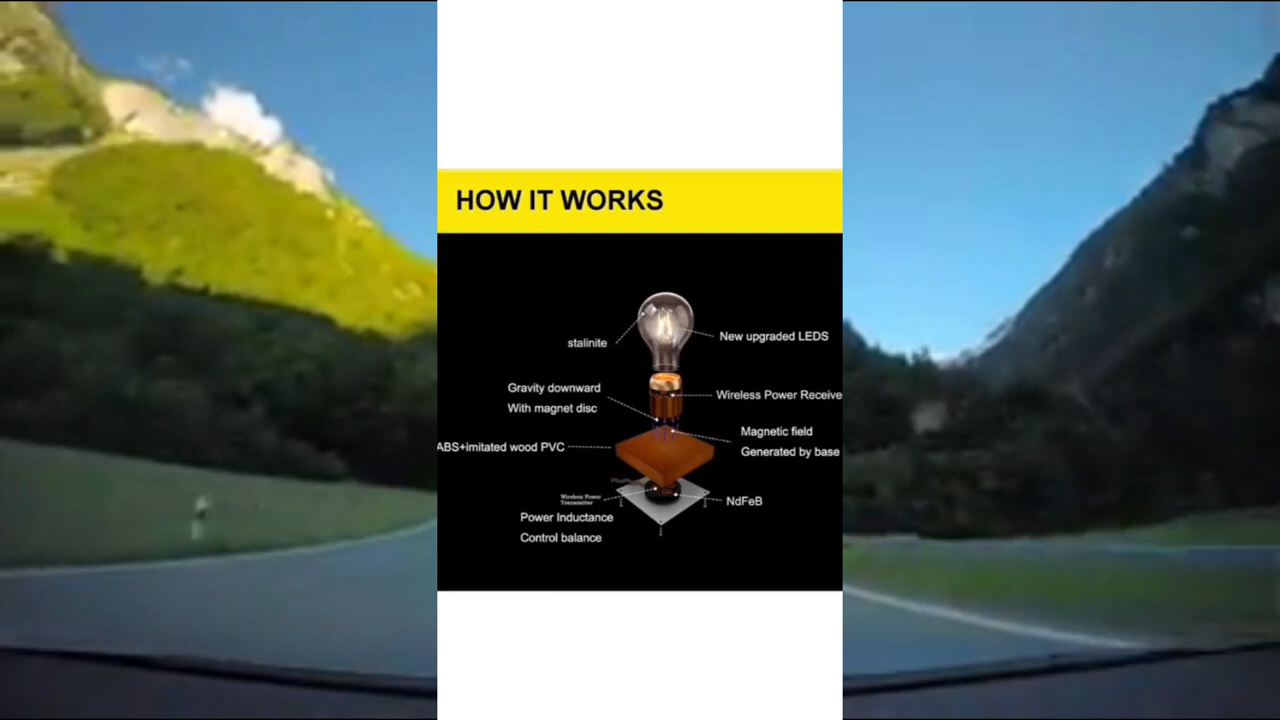 HOW IT WORKS
stalinite
New upgraded LEDS
Gravity downward
With magnet disc
Wireless Power Receive
Magnetic field
Generated by base
ABS+imitated wood PVC
Wireless Power
Transmitter
NdFeB
Power Inductance
Control balance